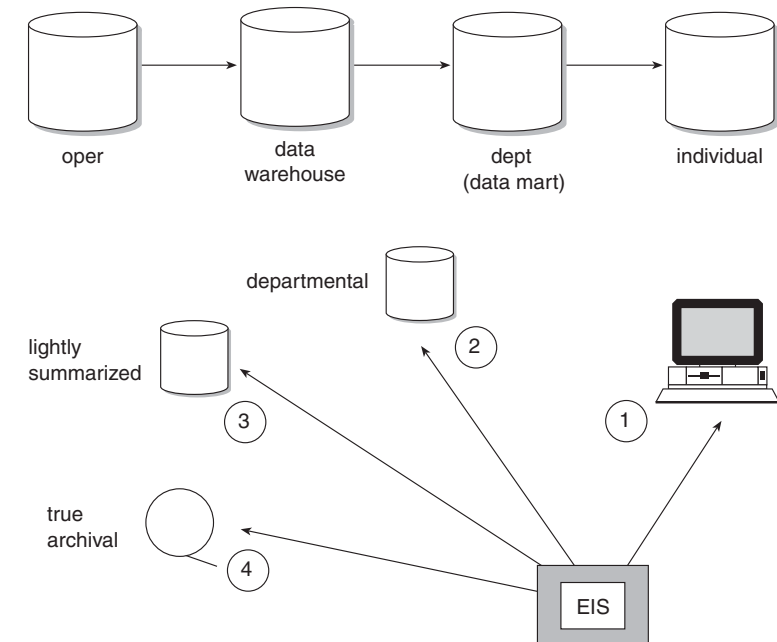 oper
data
warehouse
dept
(data mart)
individual
departmental
2
lightly
summarized
3
1
true
archival
4
EIS